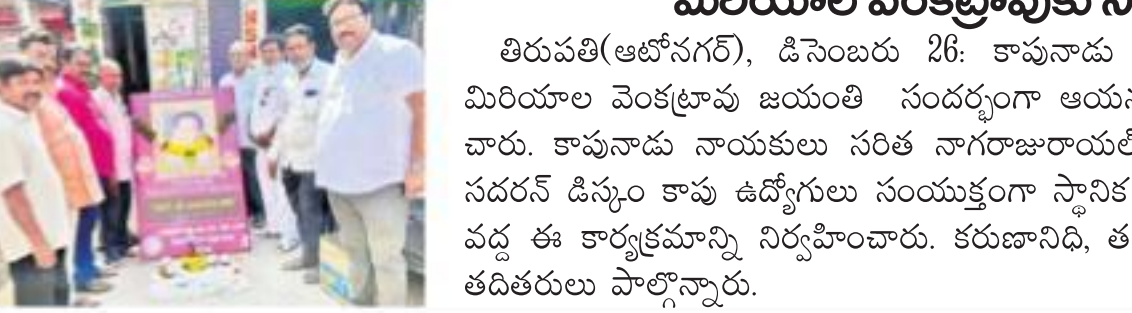 మిరియాల వెంకట్రావుకు
తిరుపతి(ఆటోనగర్), డిసెంబరు 26: కాపునాడు
మిరియాల వెంకట్రావు జయంతి సందర్భంగా ఆయన
చారు. కాపునాడు నాయకులు సరిత నాగరాజురాయల్
సదరన్ డిస్కం కాపు ఉద్యోగులు సంయుక్తంగా స్థానిక
వద్ద ఈ కార్యక్రమాన్ని నిర్వహించారు. కరుణానిధి, త
తదితరులు పాల్గొన్నారు.